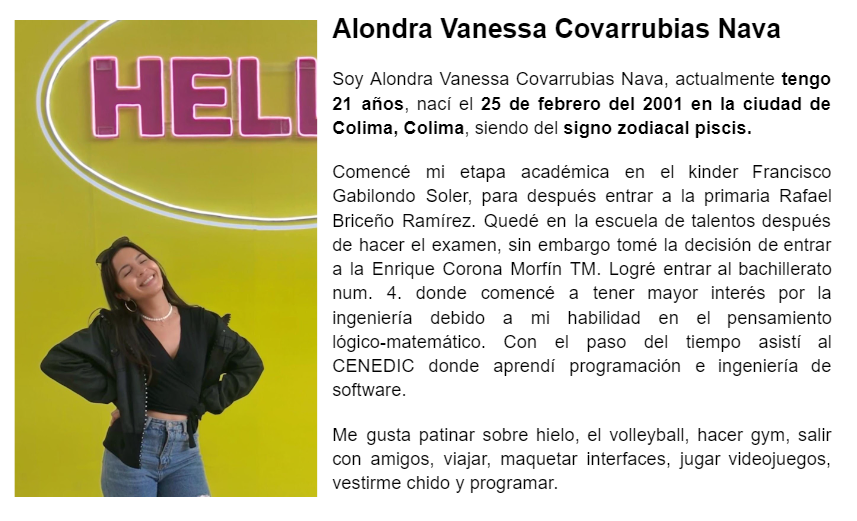 HELL
Alondra Vanessa Covarrubias Nava
Soy Alondra Vanessa Covarrubias Nava, actualmente tengo
21 años, nací el 25 de febrero del 2001 en la ciudad de
Colima, Colima, siendo del signo zodiacal piscis.
Comencé mi etapa académica en el kinder Francisco
Gabilondo Soler, para después entrar a la primaria Rafael
Briceño Ramírez. Quedé en la escuela de talentos después
de hacer el examen, sin embargo tomé la decisión de entrar
a la Enrique Corona Morfín TM. Logré entrar al bachillerato
num. 4. donde comencé a tener mayor interés por la
ingeniería debido a mi habilidad en el pensamiento
lógico-matemático. Con el paso del tiempo asistí al
CENEDIC donde aprendí programación e ingeniería de
software.
Me gusta patinar sobre hielo, el volleyball, hacer gym, salir
con amigos, viajar, maquetar interfaces, jugar videojuegos,
vestirme chido y programar.